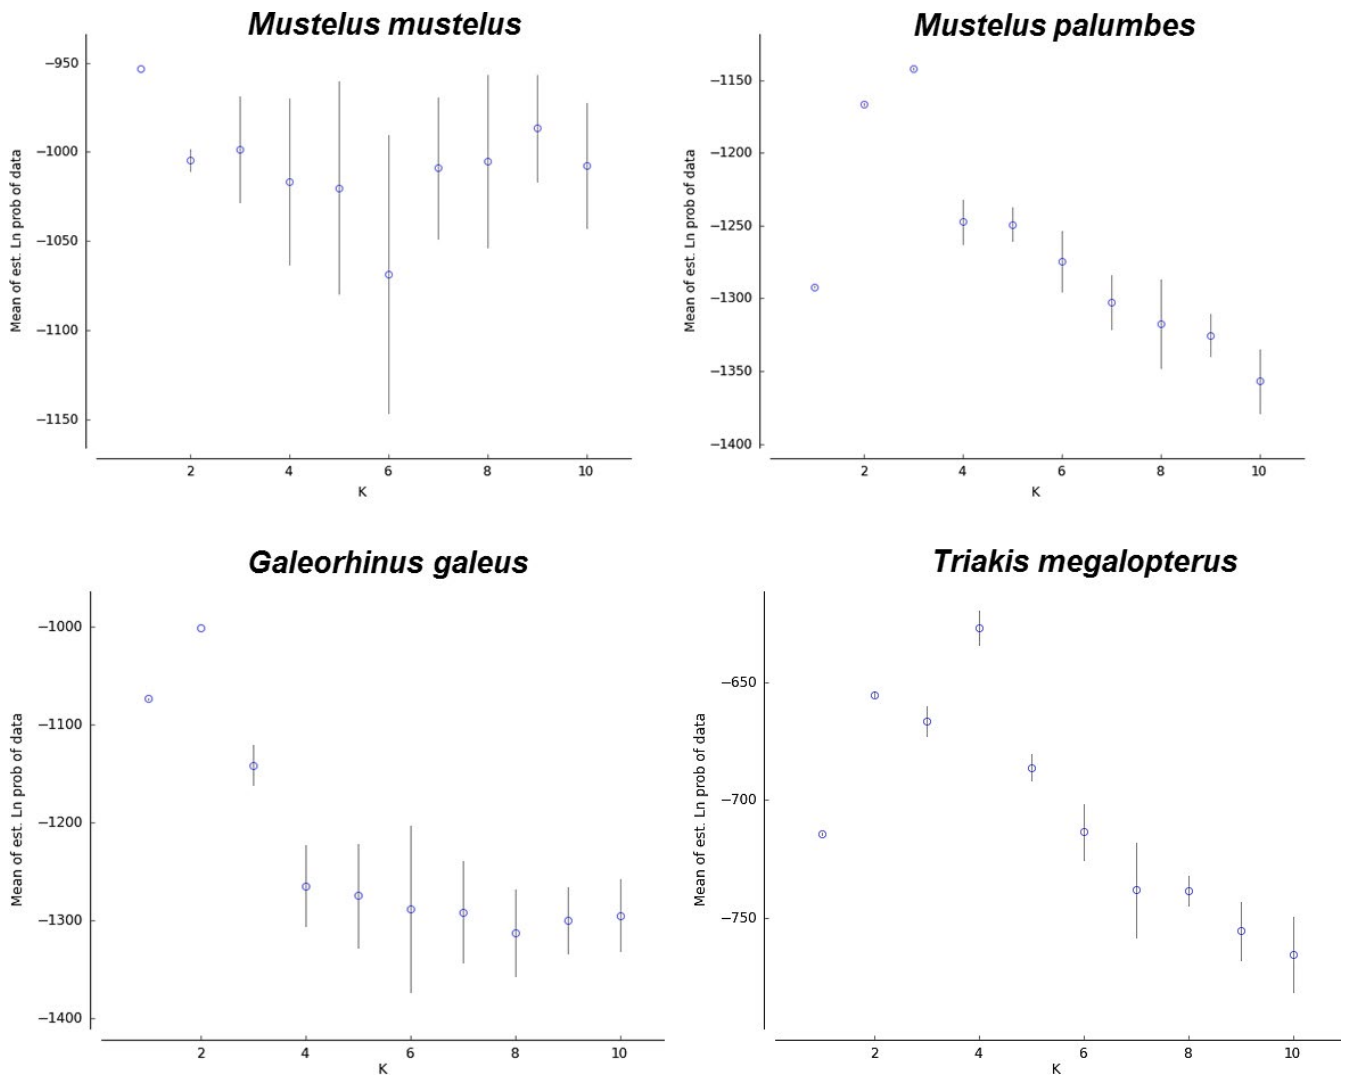 Mustelus mustelus
−950
−1000
−1050
−1100
−1150
Mean of est. Ln prob of data
2 4 6 8 10
K
Mustelus palumbes
−1150
−1200
−1250
−1300
−1350
−1400
Mean of est. Ln prob of data
2 4 6 8 10
K
Galeorhinus galeus
−1000
−1100
−1200
−1300
−1400
Mean of est. Ln prob of data
2 4 6 8 10
K
Triakis megalopterus
−650
−700
−750
Mean of est. Ln prob of data
2 4 6 8 10
K